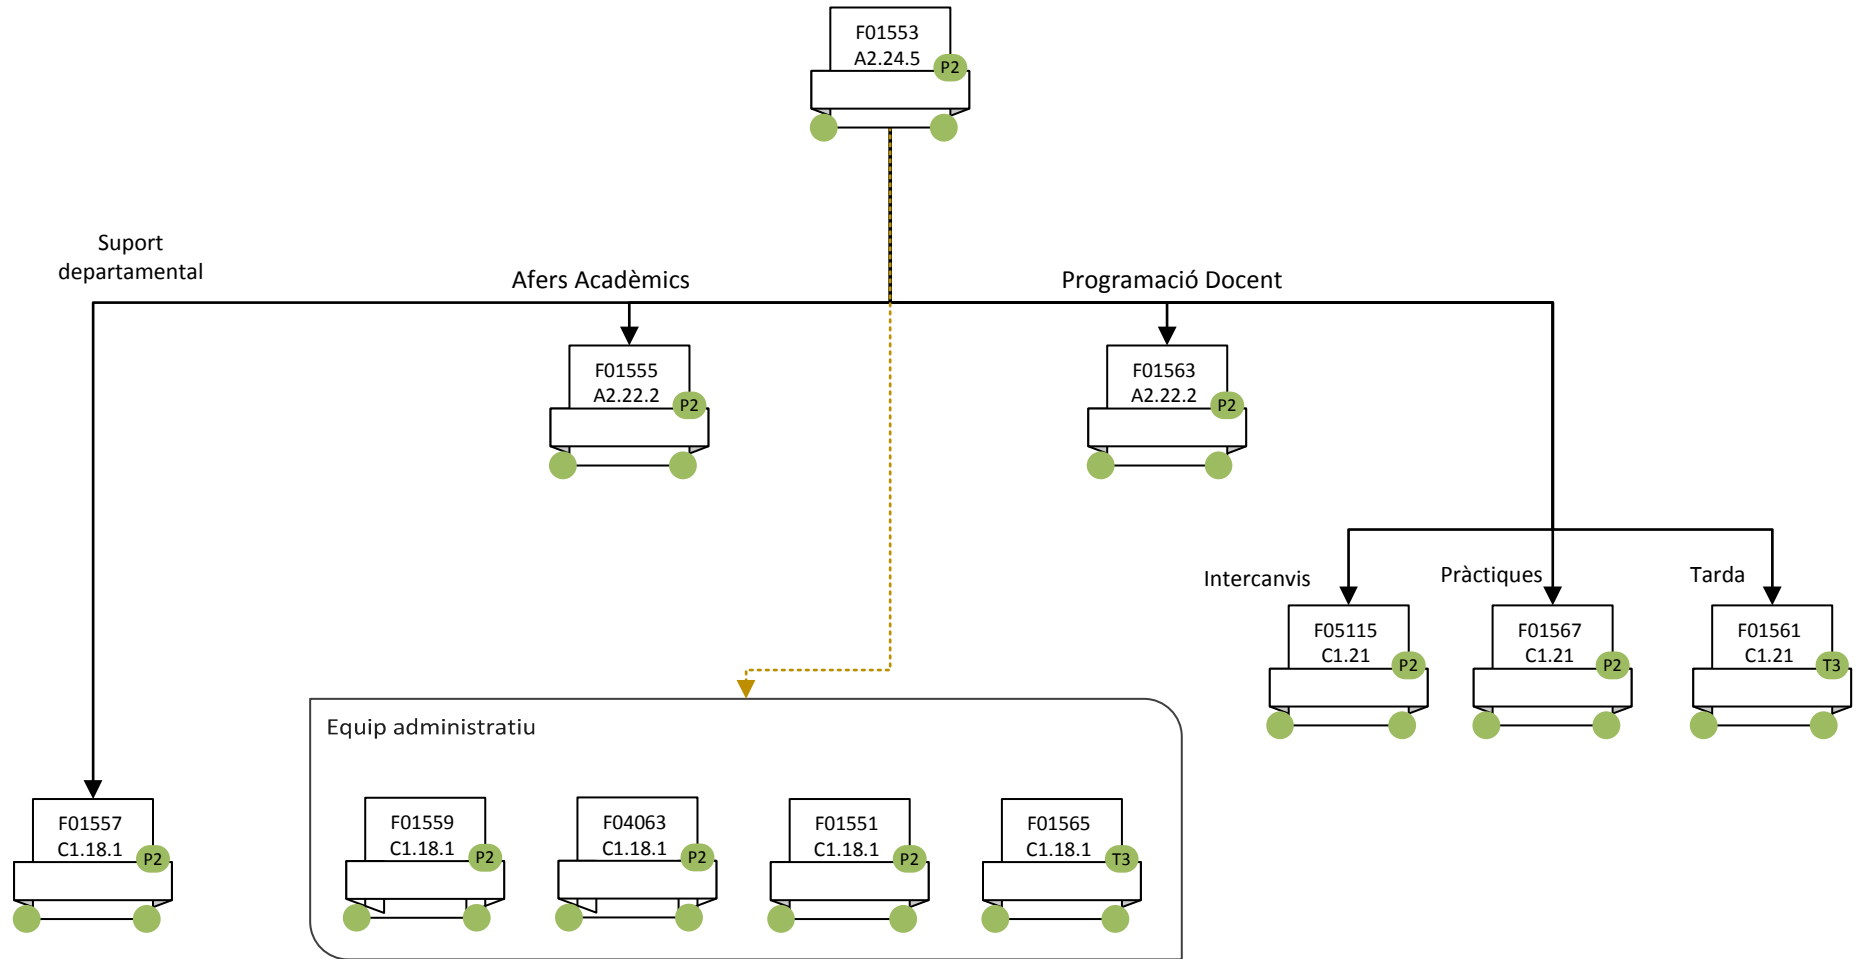 F01553
A2.24.5
P2
Suport
departamental
Afers Acadèmics
Programació Docent
F01555
A2.22.2
P2
F01563
A2.22.2
P2
Intercanvis
Pràctiques
Tarda
F05115
C1.21
P2
F01567
C1.21
P2
F01561
C1.21
T3
Equip administratiu
F01557
C1.18.1
P2
F01559
C1.18.1
P2
F04063
C1.18.1
P2
F01551
C1.18.1
P2
F01565
C1.18.1
T3